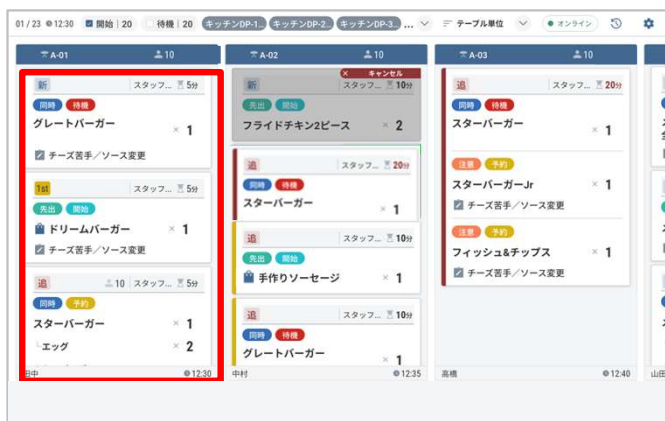 01 / 23 12:30 開始 | 20 待機 | 20 キッチンDP-1... キッチンDP-2... キッチンDP-3... ... テーブル単位 オンライン
A-01 10
新 スタッフ... 5分
同時 待機
グレートバーガー × 1
チーズ苦手／ソース変更
1st スタッフ... 5分
先出 開始
ドリームバーガー × 1
チーズ苦手／ソース変更
追 10 スタッフ... 5分
同時 予約
スターバーガー × 1
エッグ × 2
田中 12:30
A-02 10
× キャンセル
新 スタッフ... 10分
先出 開始
フライドチキン2ピース × 2
追 スタッフ... 20分
同時 待機
スターバーガー × 1
追 スタッフ... 10分
先出 開始
手作りソーセージ × 1
追 スタッフ... 10分
同時 待機
グレートバーガー × 1
中村 12:35
A-03 10
追 スタッフ... 20分
同時 待機
スターバーガー × 1
注意 予約
スターバーガーJr × 1
チーズ苦手／ソース変更
注意 予約
フィッシュ&チップス × 1
チーズ苦手／ソース変更
高橋 12:40
山田